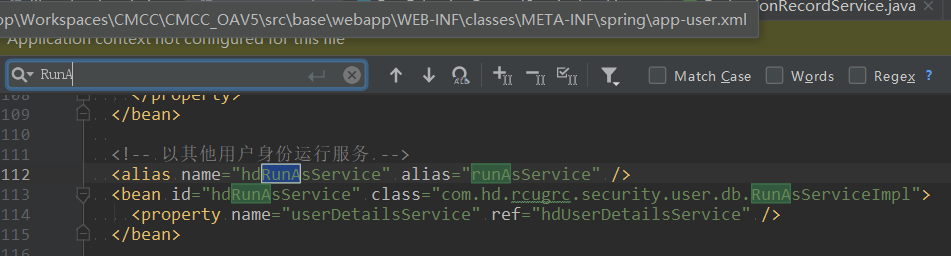 op\Workspaces\CMCC\CMCC_OAV5\src\base\webapp\WEB-INF\classes\META-INF\spring\app-user.xml
onRecordService.java
Application context not configured for this file
RunA
Match Case
Words
Regex
?
108 </property>
109 </bean>
110
111 <!-- 以其他用户身份运行服务 -->
112 <alias name="hdRunAsService" alias="runAsService" />
113 <bean id="hdRunAsService" class="com.hd.rcugrc.security.user.db.RunAsServiceImpl">
114 <property name="userDetailsService" ref="hdUserDetailsService" />
115 </bean>
116